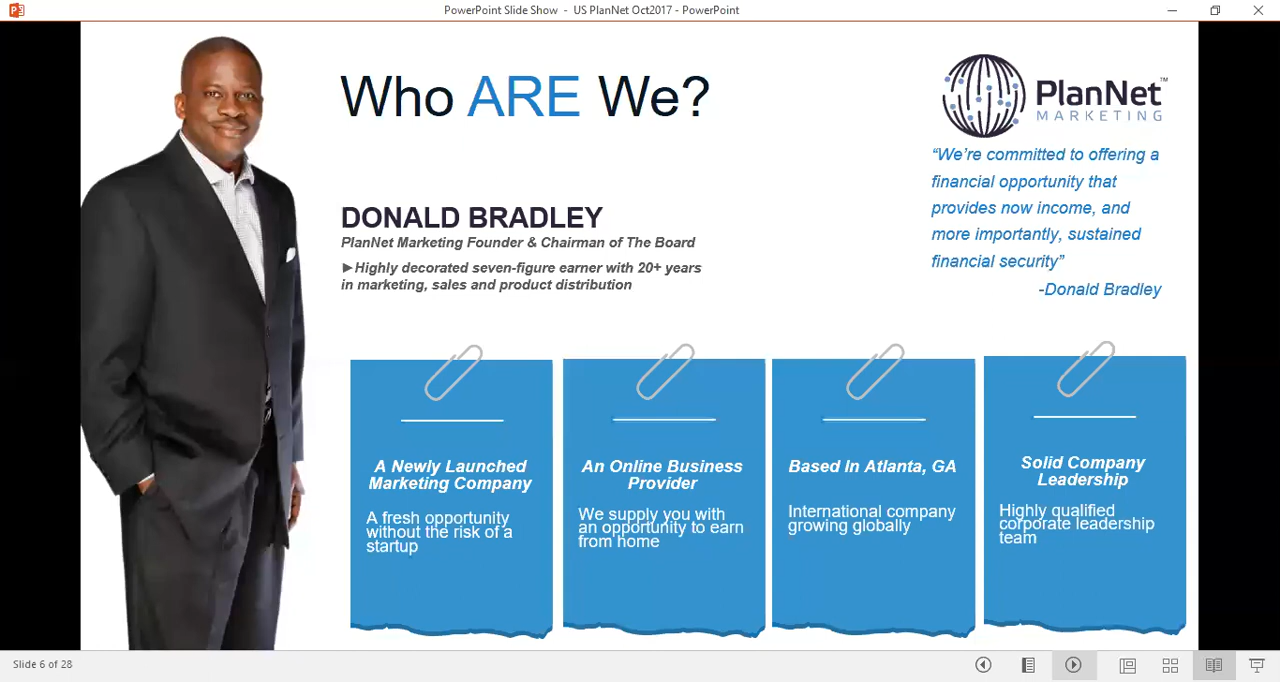 PowerPoint Slide Show - US PlanNet Oct2017 - PowerPoint
Who ARE We?
PlanNet™
MARKETING
“We’re committed to offering a
financial opportunity that
provides now income, and
more importantly, sustained
financial security”
-Donald Bradley
DONALD BRADLEY
PlanNet Marketing Founder & Chairman of The Board
►Highly decorated seven-figure earner with 20+ years
in marketing, sales and product distribution
A Newly Launched
Marketing Company
A fresh opportunity
without the risk of a
startup
An Online Business
Provider
We supply you with
an opportunity to earn
from home
Based In Atlanta, GA
International company
growing globally
Solid Company
Leadership
Highly qualified
corporate leadership
team
Slide 6 of 28